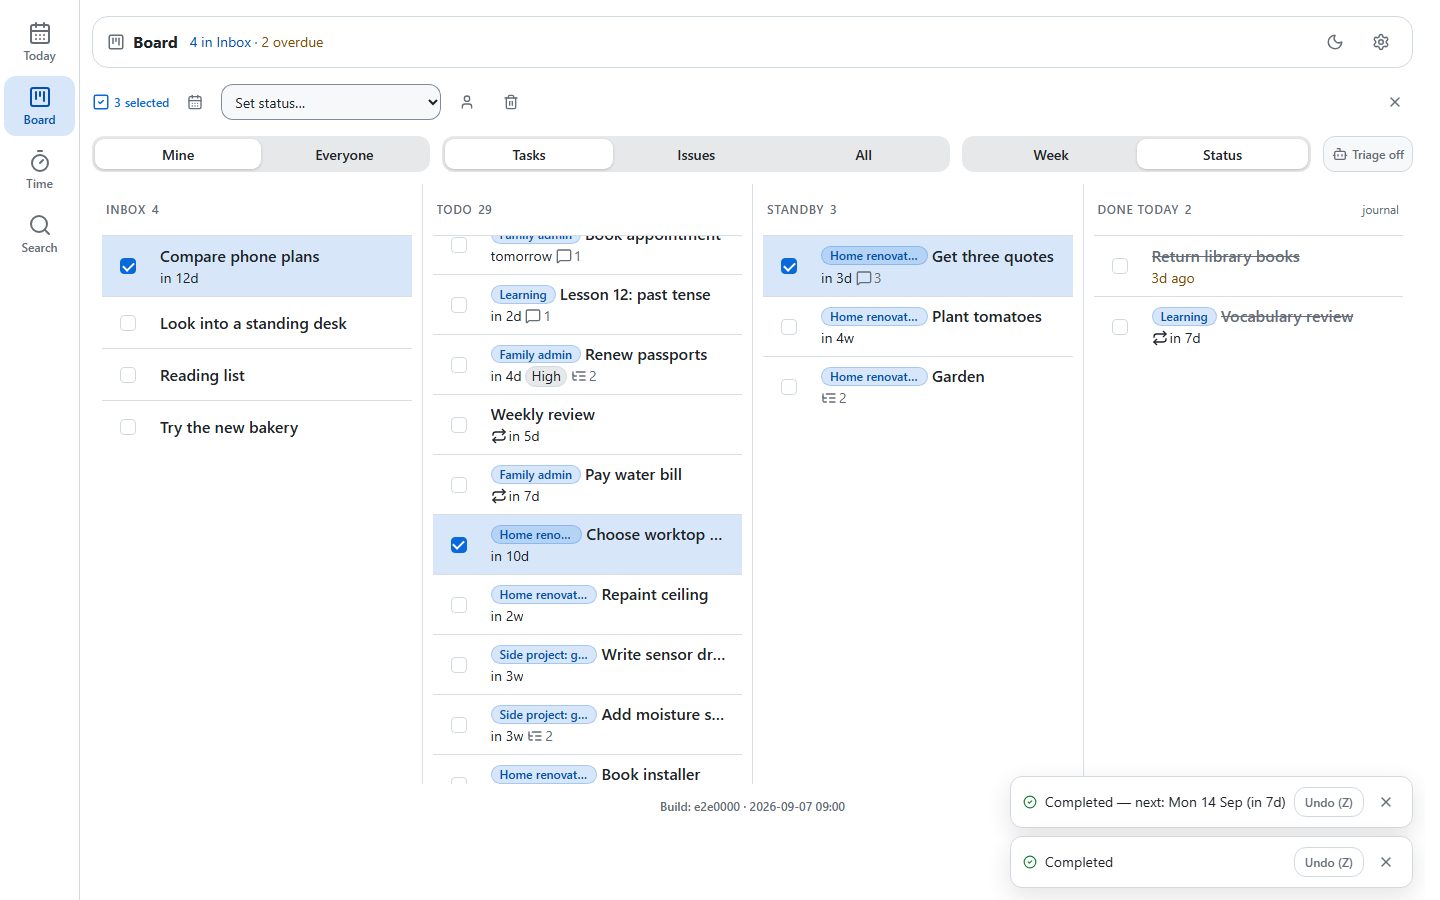 Today
Board
Time
Search
Board 4 in Inbox · 2 overdue
3 selected Set status...
Mine Everyone Tasks Issues All Week Status Triage off
INBOX 4
Compare phone plans
in 12d
Look into a standing desk
Reading list
Try the new bakery
TODO 29
Family admin Book appointment
tomorrow 1
Learning Lesson 12: past tense
in 2d 1
Family admin Renew passports
in 4d High 2
Weekly review
in 5d
Family admin Pay water bill
in 7d
Home reno... Choose worktop ...
in 10d
Home renovat... Repaint ceiling
in 2w
Side project: g... Write sensor dr...
in 3w
Side project: g... Add moisture s...
in 3w 2
Home renovat... Book installer
STANDBY 3
Home renovat... Get three quotes
in 3d 3
Home renovat... Plant tomatoes
in 4w
Home renovat... Garden
2
DONE TODAY 2 journal
Return library books
3d ago
Learning Vocabulary review
in 7d
Build: e2e0000 · 2026-09-07 09:00
Completed — next: Mon 14 Sep (in 7d) Undo (Z)
Completed Undo (Z)